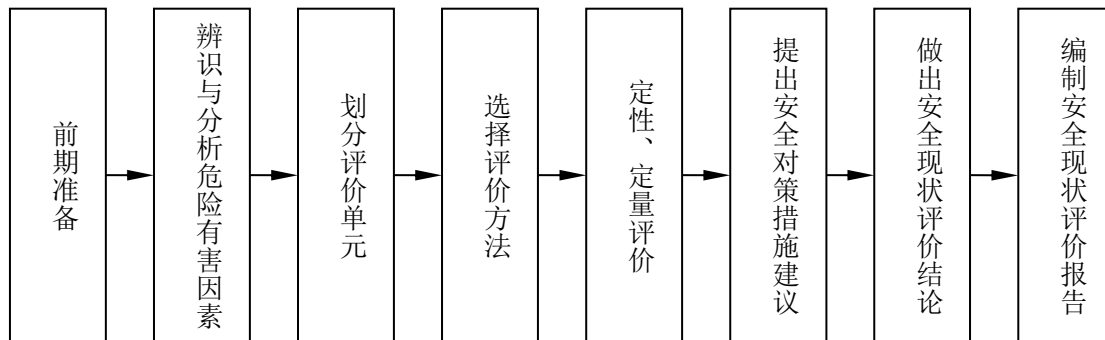 前期准备
辨识与分析危险有害因素
划分评价单元
选择评价方法
定性、定量评价
提出安全对策措施建议
做出安全现状评价结论
编制安全现状评价报告